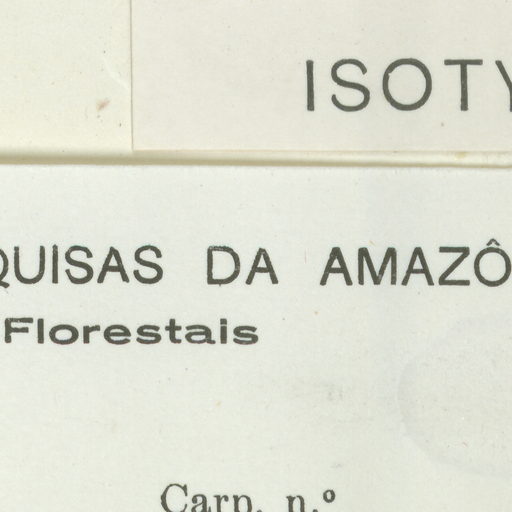 ISOTY
QUISAS DA AMAZÔ
Florestais
Carp. n.º